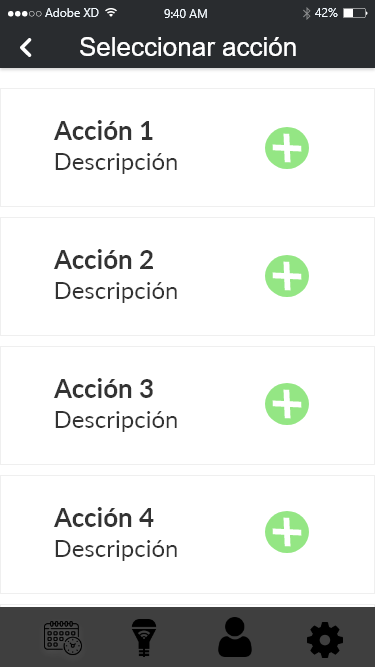 Adobe XD 9:40 AM 42%
Seleccionar acción
Acción 1
Descripción
Acción 2
Descripción
Acción 3
Descripción
Acción 4
Descripción